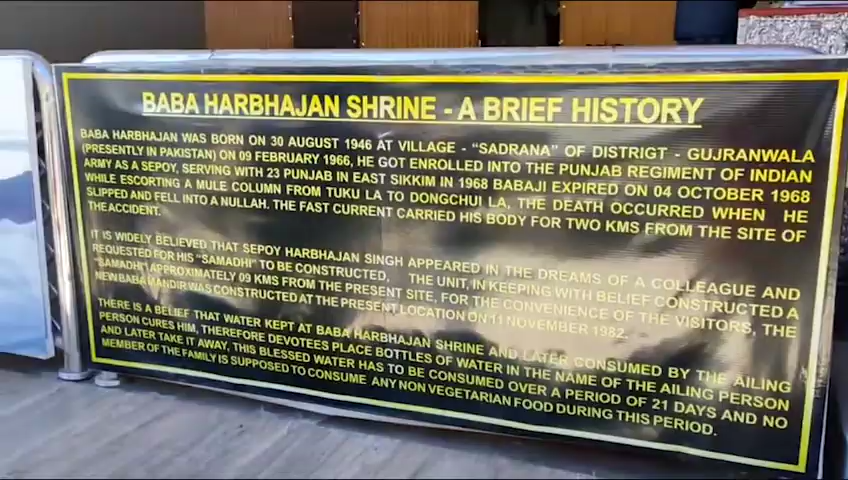 BABA HARBHAJAN SHRINE - A BRIEF HISTORY
BABA HARBHAJAN WAS BORN ON 30 AUGUST 1946 AT VILLAGE - "SADRANA" OF DISTRIGT - GUJRANWALA
(PRESENTLY IN PAKISTAN) ON 09 FEBRUARY 1966, HE GOT ENROLLED INTO THE PUNJAB REGIMENT OF INDIAN
ARMY AS A SEPOY, SERVING WITH 23 PUNJAB IN EAST SIKKIM IN 1968 BABAJI EXPIRED ON 04 OCTOBER 1968
WHILE ESCORTING A MULE COLUMN FROM TUKU LA TO DONGCHUI LA, THE DEATH OCCURRED WHEN HE
SLIPPED AND FELL INTO A NULLAH. THE FAST CURRENT CARRIED HIS BODY FOR TWO KMS FROM THE SITE OF
THE ACCIDENT.
IT IS WIDELY BELIEVED THAT SEPOY HARBHAJAN SINGH APPEARED IN THE DREAMS OF A COLLEAGUE AND
REQUESTED FOR HIS "SAMADHI" TO BE CONSTRUCTED, THE UNIT, IN KEEPING WITH BELIEF CONSTRUCTED A
"SAMADHI" APPROXIMATELY 09 KMS FROM THE PRESENT SITE, FOR THE CONVENIENCE OF THE VISITORS, THE
NEW BABA MANDIR WAS CONSTRUCTED AT THE PRESENT LOCATION ON 11 NOVEMBER 1982.
THERE IS A BELIEF THAT WATER KEPT AT BABA HARBHAJAN SHRINE AND LATER CONSUMED BY AN AILING
PERSON CURES HIM, THEREFORE DEVOTEES PLACE BOTTLES OF WATER IN THE NAME OF THE AILING PERSON
AND LATER TAKE IT AWAY, THIS BLESSED WATER HAS TO BE CONSUMED OVER A PERIOD OF 21 DAYS AND NO
MEMBER OF THE FAMILY IS SUPPOSED TO CONSUME ANY NON VEGETARIAN FOOD DURING THIS PERIOD.